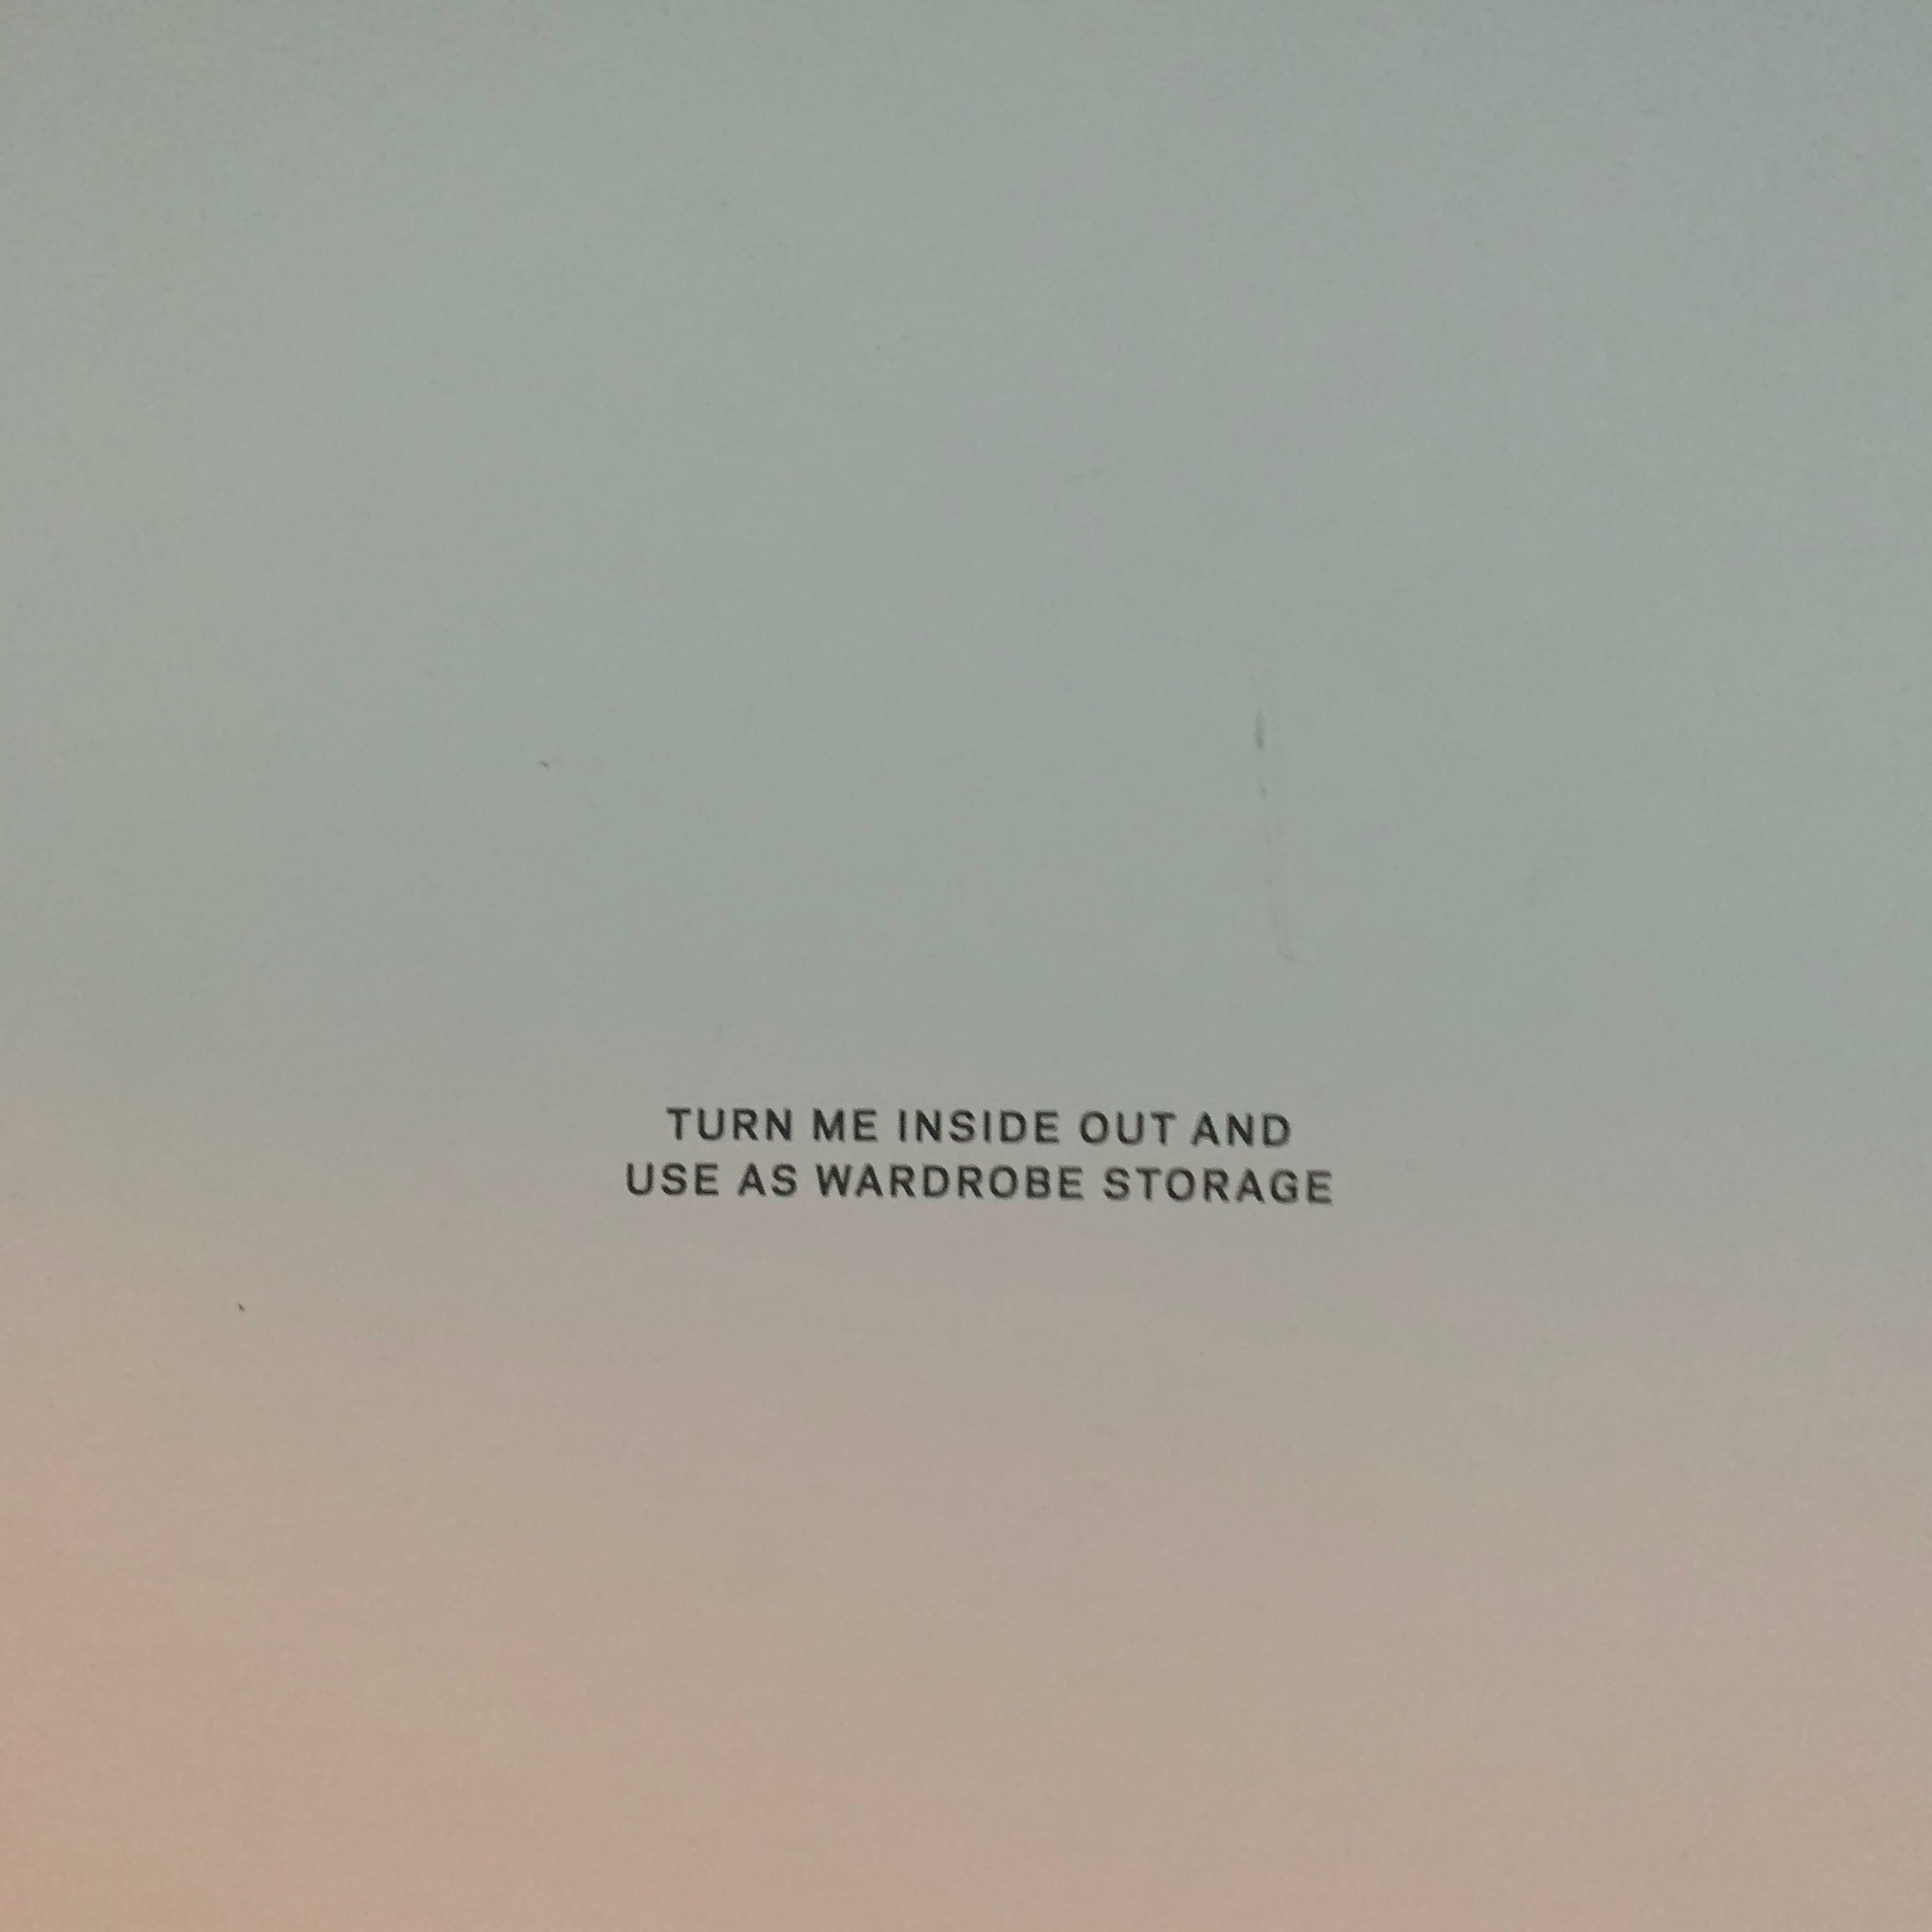 TURN ME INSIDE OUT AND
USE AS WARDROBE STORAGE